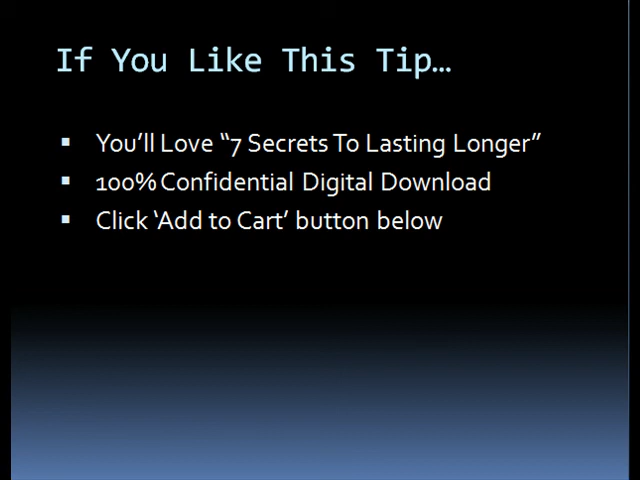 If You Like This Tip…
▪ You’ll Love “7 Secrets To Lasting Longer”
▪ 100% Confidential Digital Download
▪ Click ‘Add to Cart’ button below